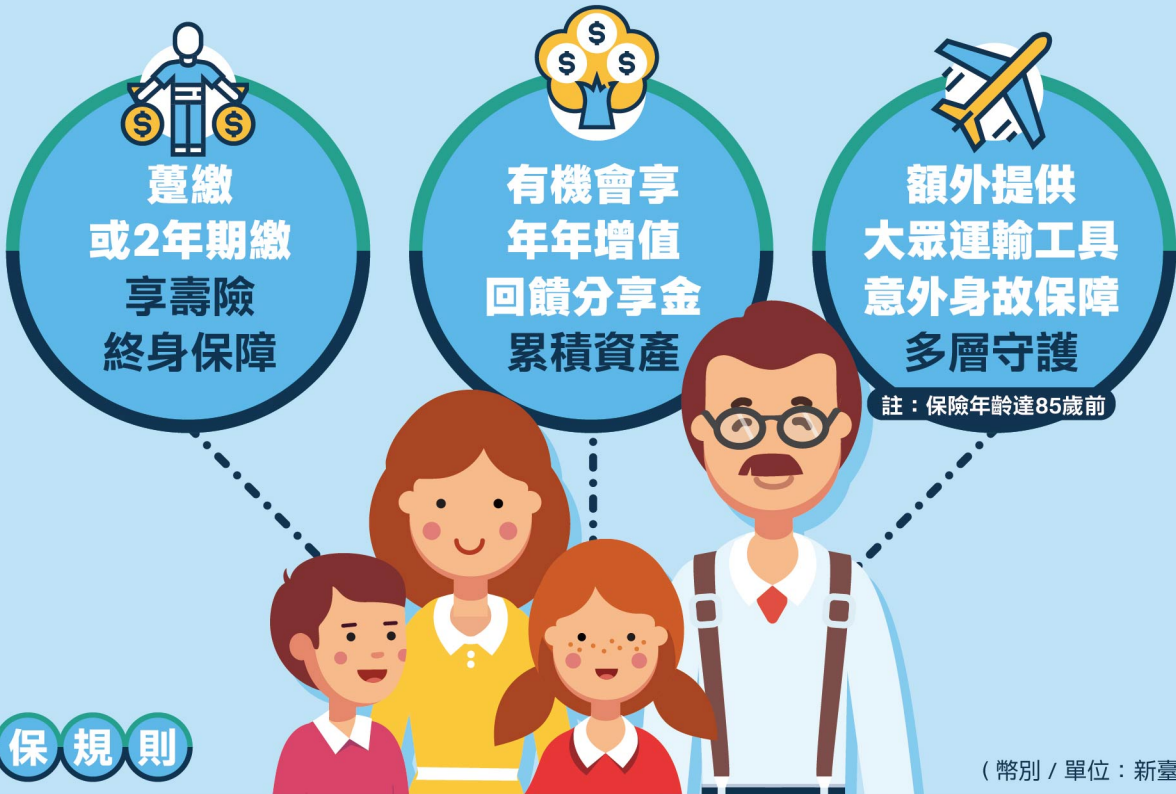 躉繳
或2年期繳
享壽險
終身保障
有機會享
年年增值
回饋分享金
累積資產
額外提供
大眾運輸工具
意外身故保障
多層守護
註：保險年齡達85歲前
保規則
(幣別 / 單位：新臺